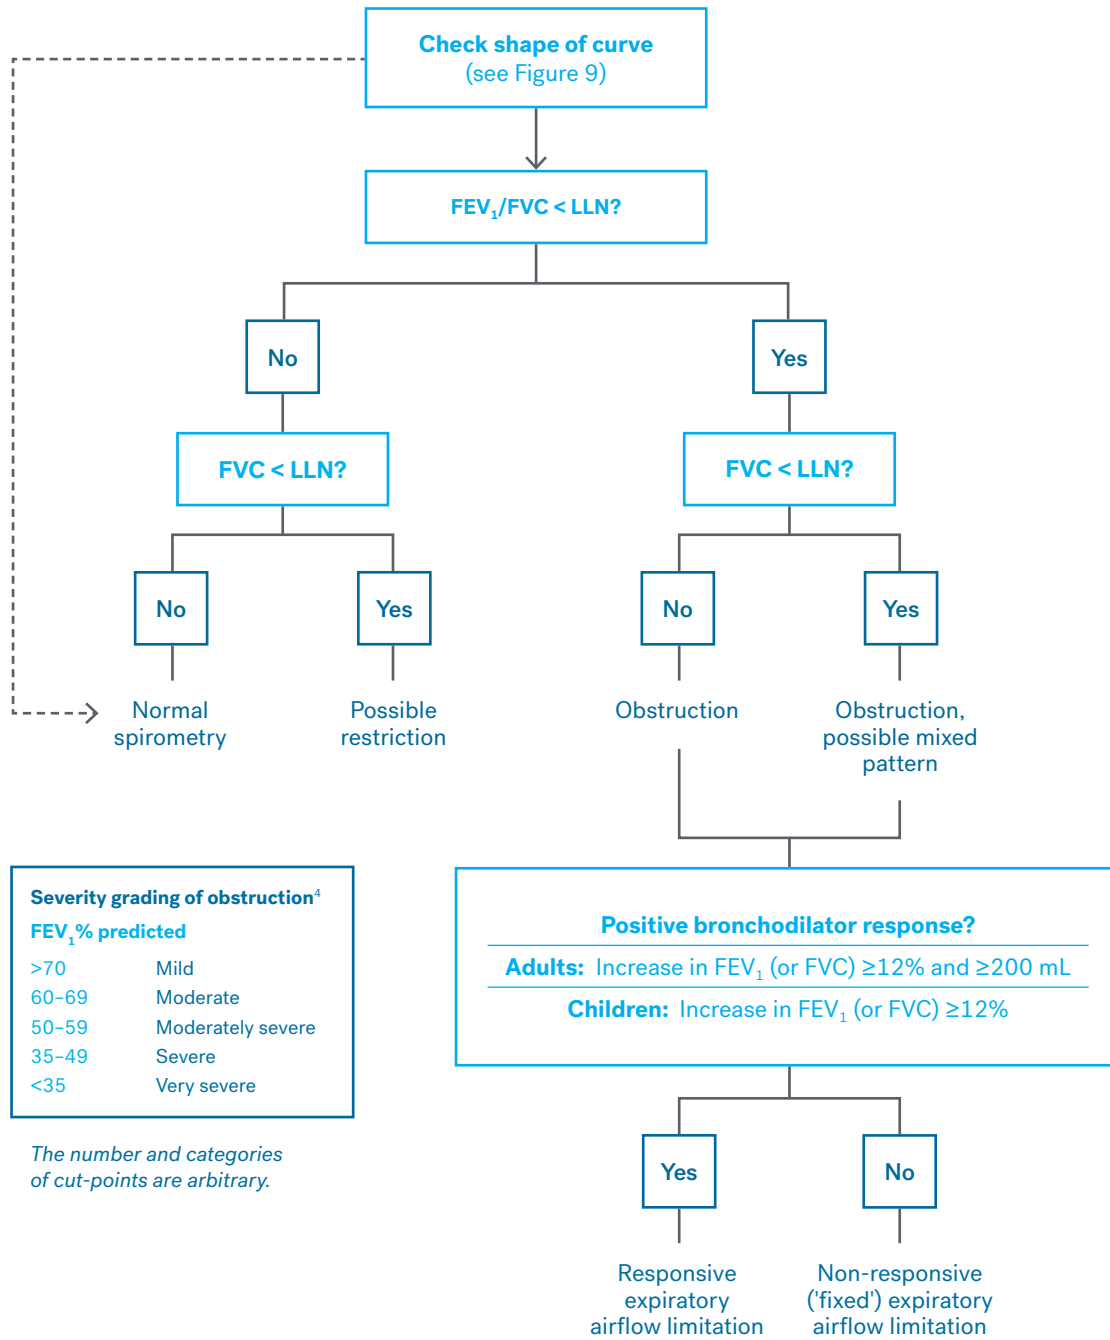 Check shape of curve
(see Figure 9)
FEV₁/FVC < LLN?
No
Yes
FVC < LLN?
FVC < LLN?
No
Yes
No
Yes
Normal
spirometry
Possible
restriction
Obstruction
Obstruction,
possible mixed
pattern
Severity grading of obstruction⁴
FEV₁% predicted
>70 Mild
60–69 Moderate
50–59 Moderately severe
35–49 Severe
<35 Very severe
The number and categories
of cut-points are arbitrary.
Positive bronchodilator response?
Adults: Increase in FEV₁ (or FVC) ≥12% and ≥200 mL
Children: Increase in FEV₁ (or FVC) ≥12%
Yes
No
Responsive
expiratory
airflow limitation
Non-responsive
('fixed') expiratory
airflow limitation